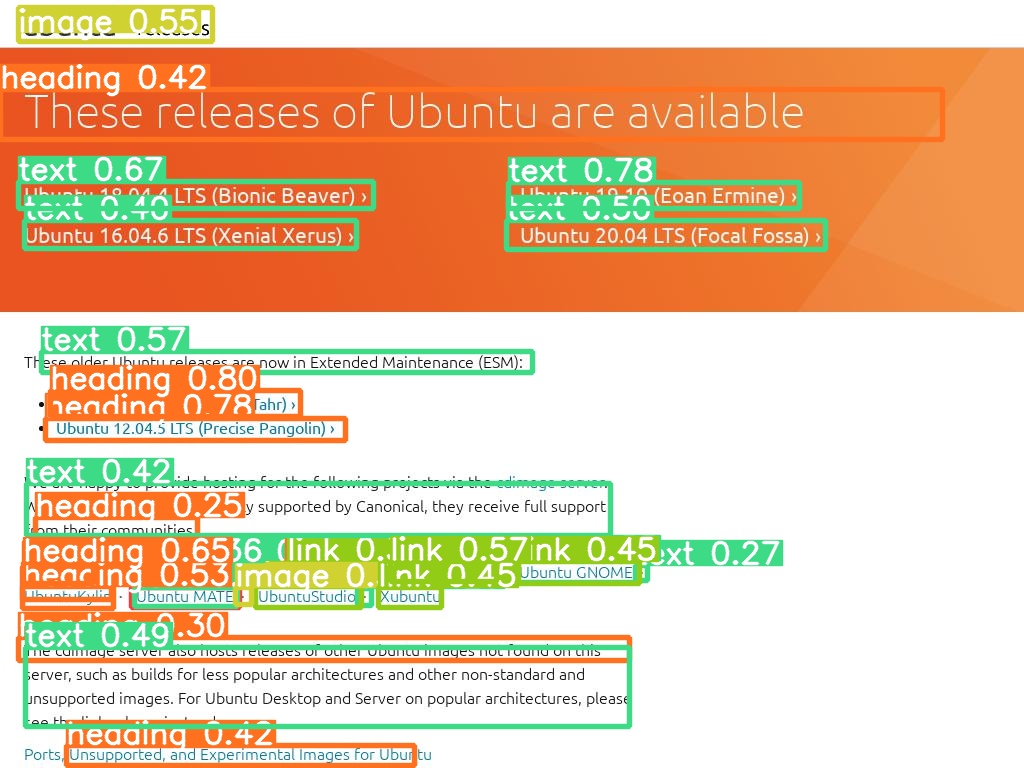 image 0.55
releases
heading 0.42
These releases of Ubuntu are available
text 0.67
text 0.78
Ubuntu 18.04.4 LTS (Bionic Beaver) ›
Ubuntu 19.10 (Eoan Ermine) ›
text 0.40
text 0.50
Ubuntu 16.04.6 LTS (Xenial Xerus) ›
Ubuntu 20.04 LTS (Focal Fossa) ›
text 0.57
These older Ubuntu releases are now in Extended Maintenance (ESM):
heading 0.80
heading 0.78
Tahr) ›
Ubuntu 12.04.5 LTS (Precise Pangolin) ›
text 0.42
We are happy to provide hosting for the following projects via the cdimage server.
heading 0.25
supported by Canonical, they receive full support
from their communities.
heading 0.65
link 0.57
0.45
text 0.27
heading 0.53
image
link 0.45
Ubuntu GNOME
UbuntuKylin · Ubuntu MATE · UbuntuStudio · Xubuntu
heading 0.30
text 0.49
The cdimage server also hosts releases of other Ubuntu images not found on this
server, such as builds for less popular architectures and other non-standard and
unsupported images. For Ubuntu Desktop and Server on popular architectures, please
see the
heading 0.42
Ports, Unsupported, and Experimental Images for Ubuntu